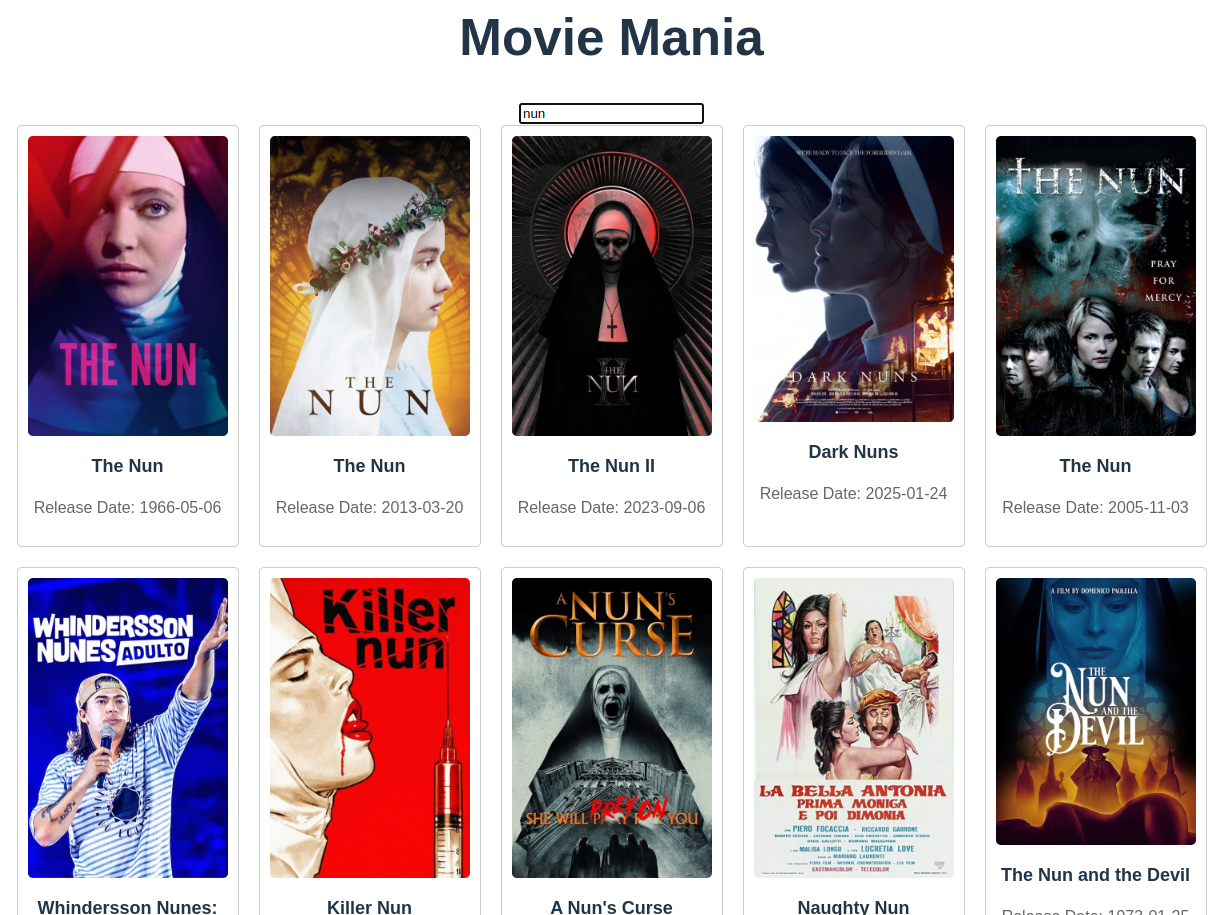 Movie Mania
nun
THE NUN
The Nun
Release Date: 1966-05-06
THE
NUN
The Nun
Release Date: 2013-03-20
THE
NUN
II
The Nun II
Release Date: 2023-09-06
WE'RE READY TO FACE THE FORBIDDEN DARK
DARK NUNS
Dark Nuns
Release Date: 2025-01-24
THE NUN
PRAY
FOR
MERCY
The Nun
Release Date: 2005-11-03
WHINDERSSON
NUNES ADULTO
Whindersson Nunes:
Killer
nun
Killer Nun
A NUN'S
CURSE
SHE WILL PREY ON YOU
A Nun's Curse
LA BELLA ANTONIA
PRIMA MONICA
E POI DIMONIA
con PIERO FOCACCIA - RICCARDO GARRONE
e con MALISA LONGO e con LUCRETIA LOVE
MARIANO LAURENTI
EASTMANCOLOR - TELECOLOR
Naughty Nun
A FILM BY DOMENICO PAOLELLA
THE
NUN
AND THE
DEVIL
The Nun and the Devil
Release Date: 1973-01-25